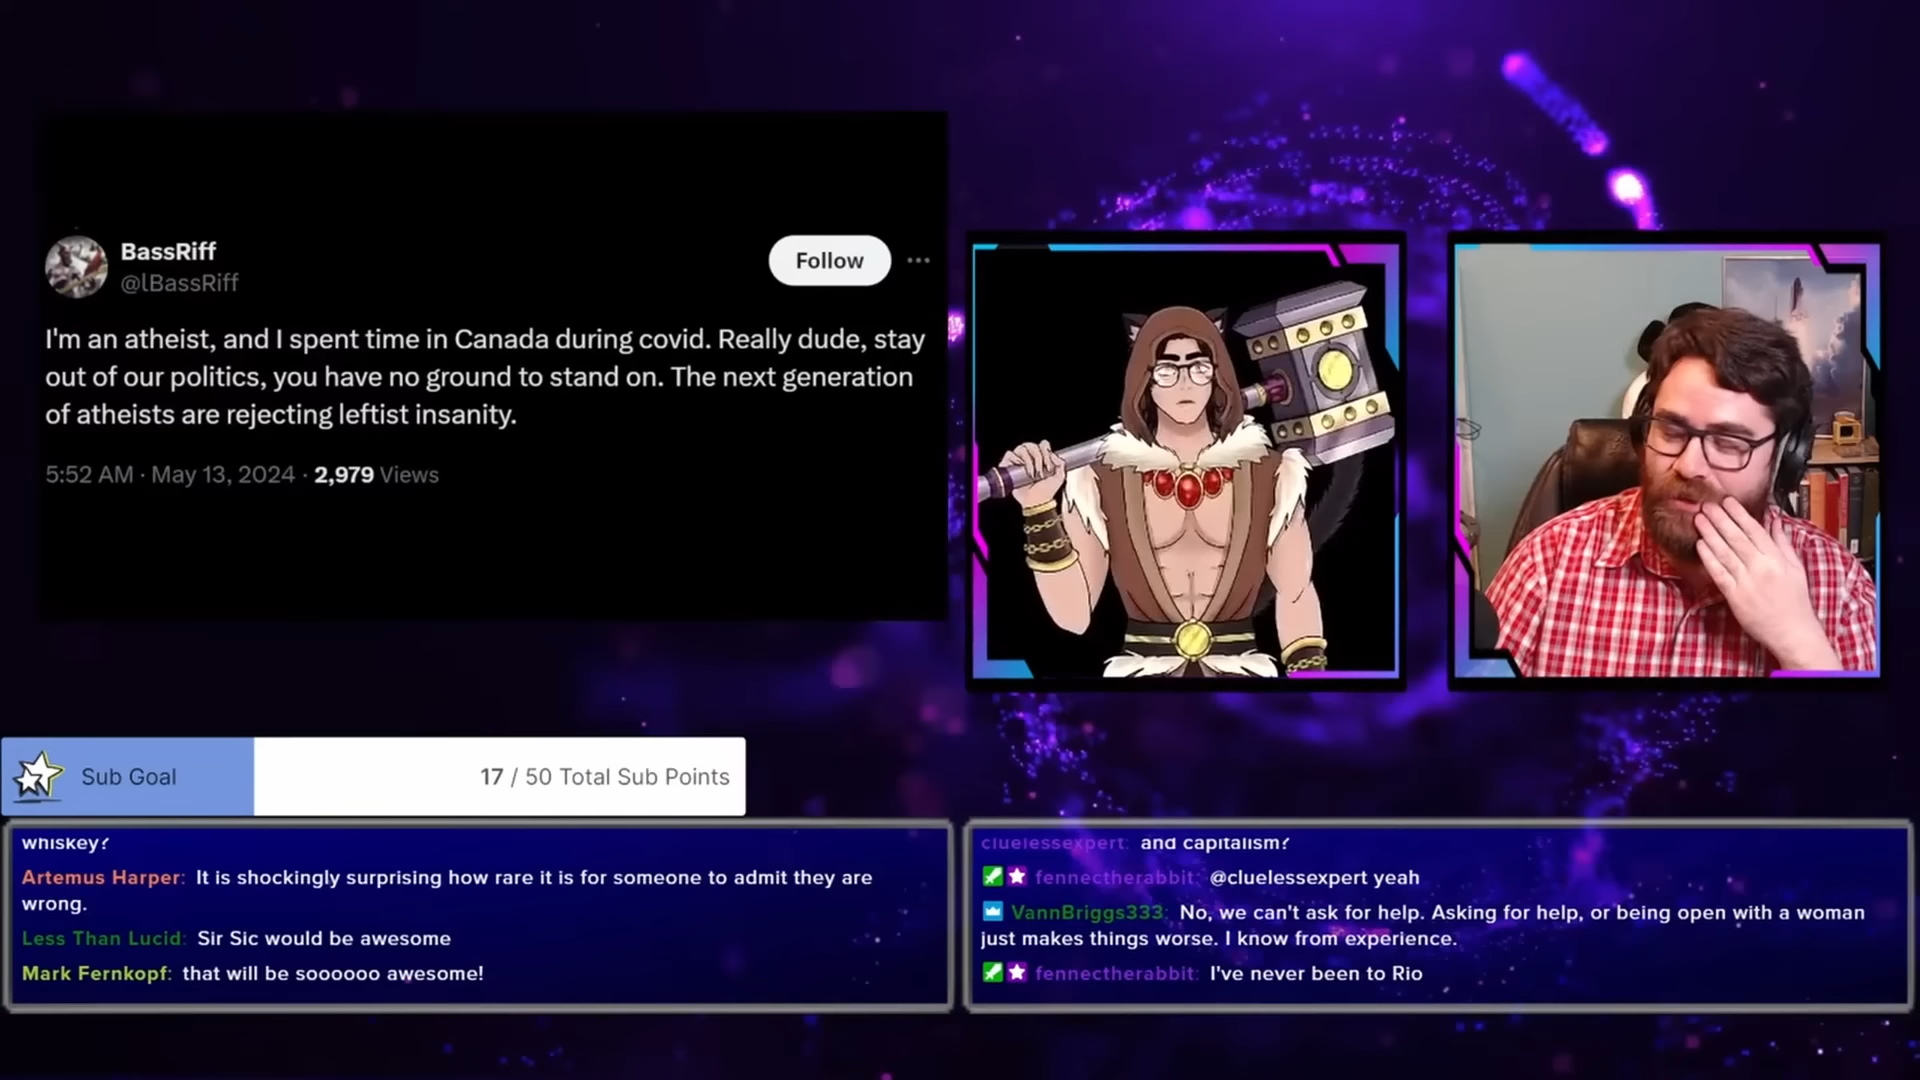 BassRiff
@lBassRiff
Follow
I'm an atheist, and I spent time in Canada during covid. Really dude, stay
out of our politics, you have no ground to stand on. The next generation
of atheists are rejecting leftist insanity.
5:52 AM · May 13, 2024 · 2,979 Views
Sub Goal
17 / 50 Total Sub Points
whiskey?
Artemus Harper: It is shockingly surprising how rare it is for someone to admit they are
wrong.
Less Than Lucid: Sir Sic would be awesome
Mark Fernkopf: that will be soooooo awesome!
cluelessexpert: and capitalism?
fennectherabbit: @cluelessexpert yeah
VannBriggs333: No, we can't ask for help. Asking for help, or being open with a woman
just makes things worse. I know from experience.
fennectherabbit: I've never been to Rio